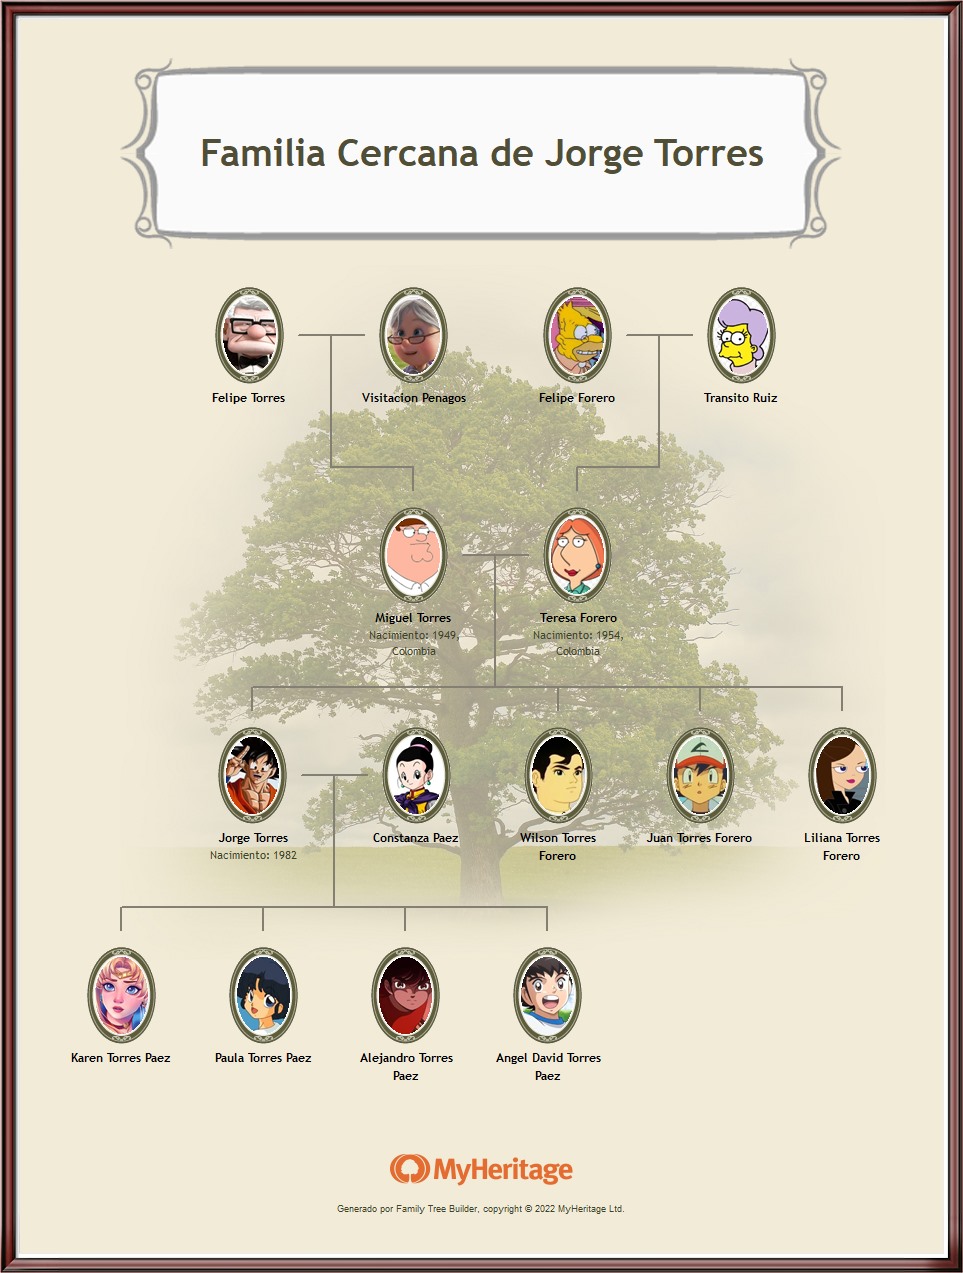 Familia Cercana de Jorge Torres
Felipe Torres
Visitacion Penagos
Felipe Forero
Transito Ruiz
Miguel Torres
Nacimiento: 1949,
Colombia
Teresa Forero
Nacimiento: 1954,
Colombia
Jorge Torres
Nacimiento: 1982
Constanza Paez
Wilson Torres
Forero
Juan Torres Forero
Liliana Torres
Forero
Karen Torres Paez
Paula Torres Paez
Alejandro Torres
Paez
Angel David Torres
Paez
MyHeritage
Generado por Family Tree Builder, copyright © 2022 MyHeritage Ltd.